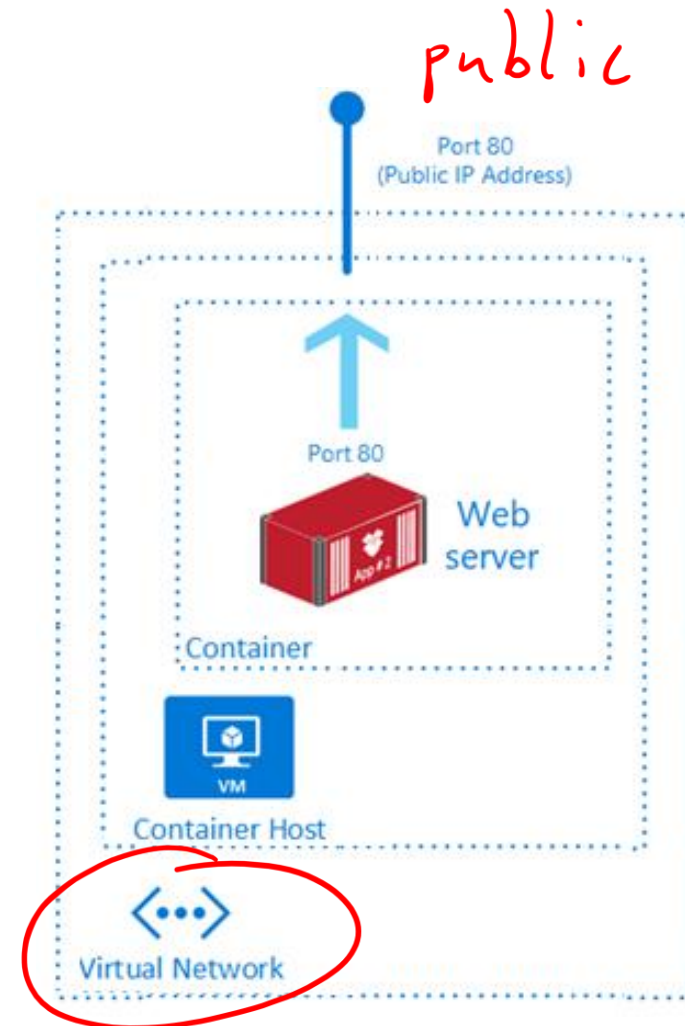 public
Port 80
(Public IP Address)
Port 80
Web
server
App # 2
Container
VM
Container Host
Virtual Network